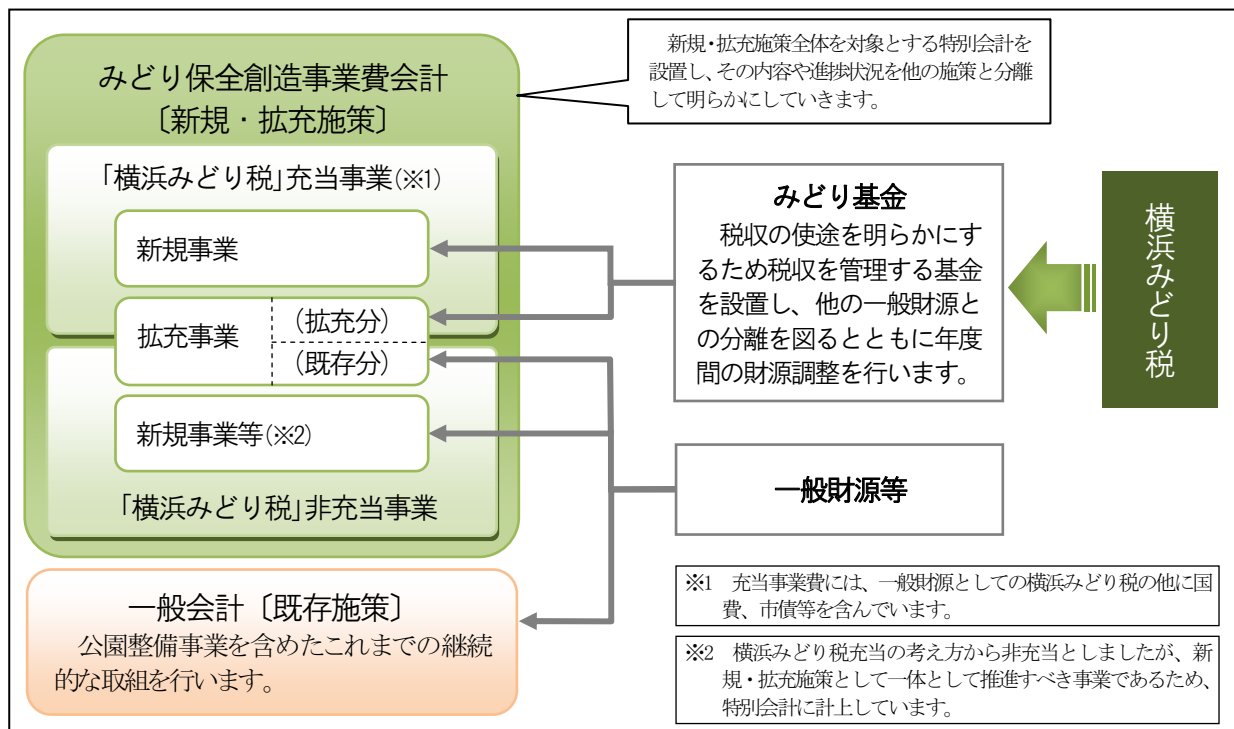 新規・拡充施策全体を対象とする特別会計を
設置し、その内容や進捗状況を他の施策と分離
して明らかにしていきます。
みどり保全創造事業費会計
〔新規・拡充施策〕
「横浜みどり税」充当事業(※1)
新規事業
拡充事業
(拡充分)
(既存分)
新規事業等(※2)
「横浜みどり税」非充当事業
みどり基金
税収の使途を明らかにす
るため税収を管理する基金
を設置し、他の一般財源と
の分離を図るとともに年度
間の財源調整を行います。
横浜みどり税
一般財源等
一般会計〔既存施策〕
公園整備事業を含めたこれまでの継続
的な取組を行います。
※1 充当事業費には、一般財源としての横浜みどり税の他に国
費、市債等を含んでいます。
※2 横浜みどり税充当の考え方から非充当としましたが、新
規・拡充施策として一体として推進すべき事業であるため、
特別会計に計上しています。